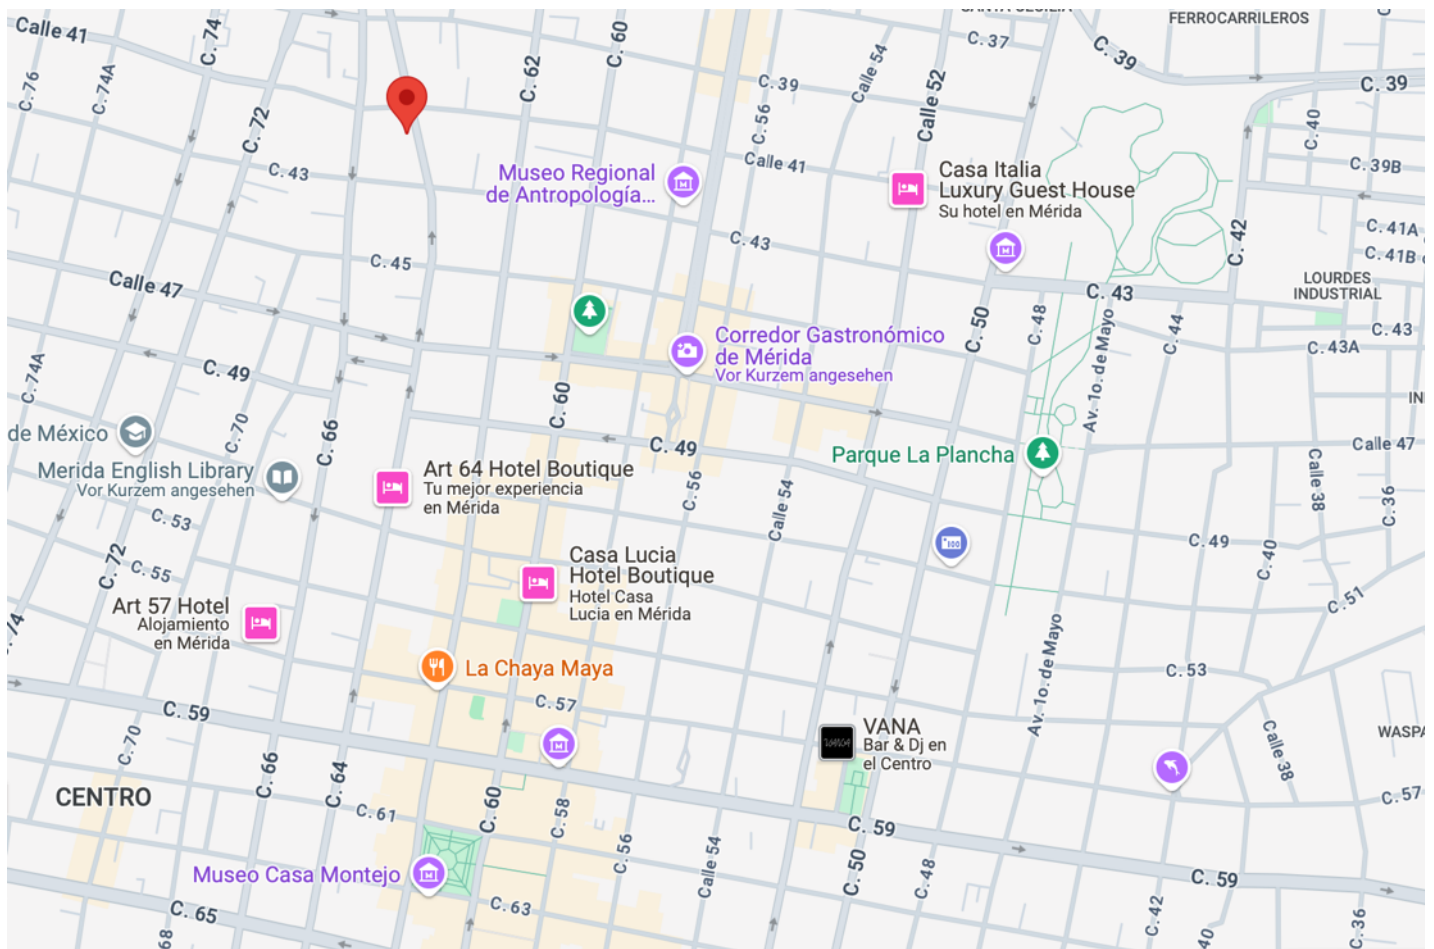 SANTA CECILIA
FERROCARRILEROS
Calle 41
C. 74
C. 60
C. 37
Calle 54
C. 39
C. 76
C. 74A
C. 62
C. 39
Calle 52
C. 39
C. 72
C. 56
C. 40
C. 43
Museo Regional
de Antropología...
Calle 41
Casa Italia
Luxury Guest House
Su hotel en Mérida
C. 39B
C. 41A
C. 41B
C. 42
C. 45
C. 43
Calle 47
C. 43
LOURDES
INDUSTRIAL
C. 50
C. 48
C. 44
C. 43
C. 43A
Corredor Gastronómico
de Mérida
Vor Kurzem angesehen
Av. 1o. de Mayo
C. 49
C. 74A
C. 60
IN
de México
C. 70
C. 66
C. 49
Parque La Plancha
Calle 47
Merida English Library
Vor Kurzem angesehen
Art 64 Hotel Boutique
Tu mejor experiencia
en Mérida
C. 56
Calle 54
Calle 38
C. 36
C. 53
C. 49
C. 40
C. 72
C. 55
Casa Lucia
Hotel Boutique
Hotel Casa
Lucia en Mérida
C. 51
Art 57 Hotel
Alojamiento
en Mérida
74
La Chaya Maya
C. 53
Av. 1o. de Mayo
C. 59
C. 57
VANA
Bar & Dj en
el Centro
Calle 38
WASPA
C. 70
C. 66
C. 64
CENTRO
C. 61
C. 60
C. 58
C. 56
C. 59
C. 57
Calle 54
C. 50
C. 48
Museo Casa Montejo
C. 59
C. 65
C. 63
C. 42
C. 36
68
40